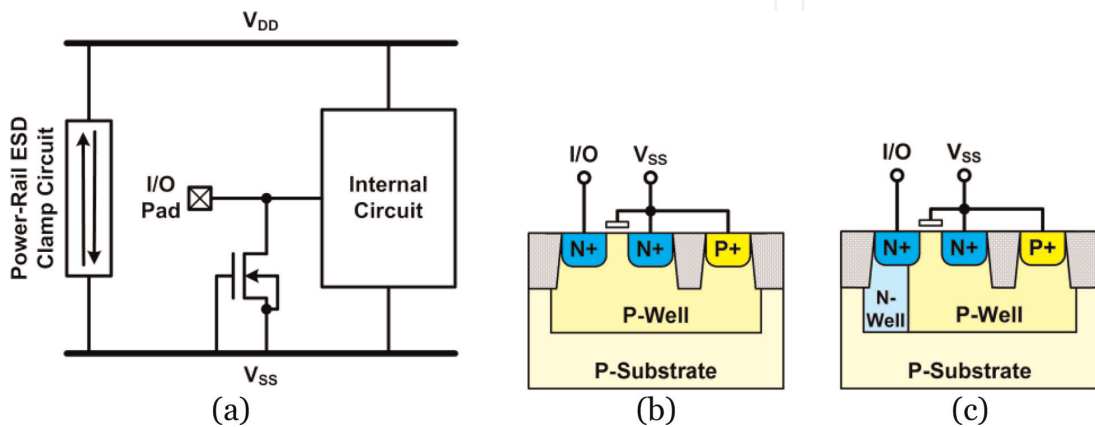 V_DD
Power-Rail ESD
Clamp Circuit
I/O
Pad
Internal
Circuit
V_SS
(a)
I/O
V_SS
N+
N+
P+
P-Well
P-Substrate
(b)
I/O
V_SS
N+
N+
P+
N-
Well
P-Well
P-Substrate
(c)